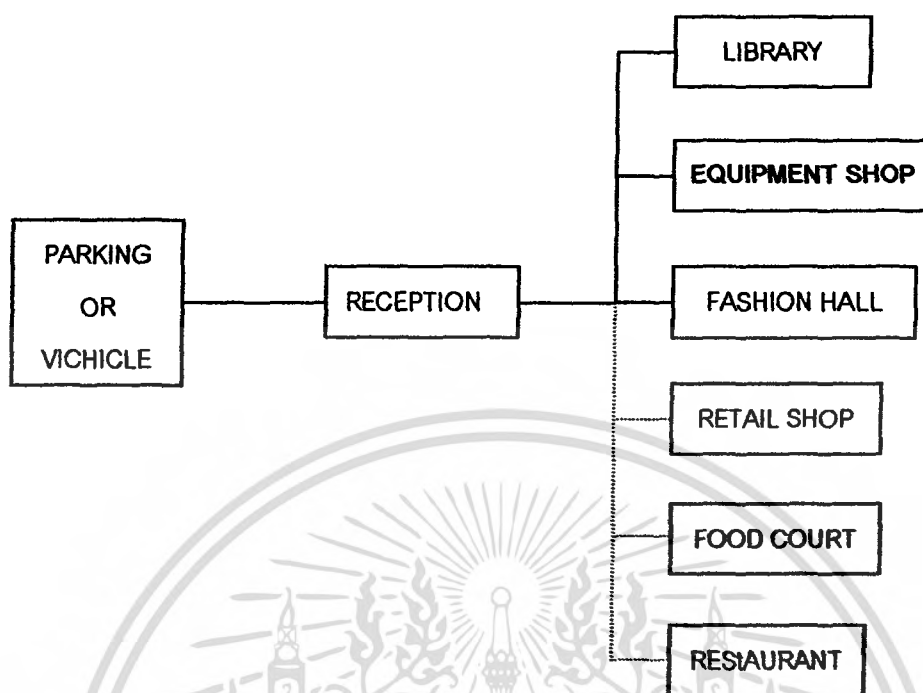 LIBRARY
EQUIPMENT SHOP
PARKING
OR
VICHICLE
RECEPTION
FASHION HALL
RETAIL SHOP
FOOD COURT
REStAURANT